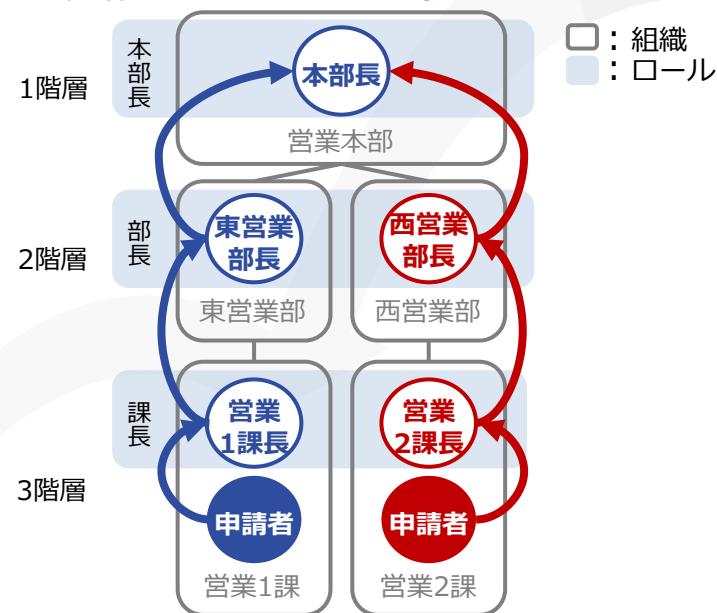 ：組織
：ロール
1階層
本部長
本部長
営業本部
2階層
部長
東営業
部長
西営業
部長
東営業部
西営業部
課長
営業
1課長
営業
2課長
3階層
申請者
申請者
営業1課
営業2課